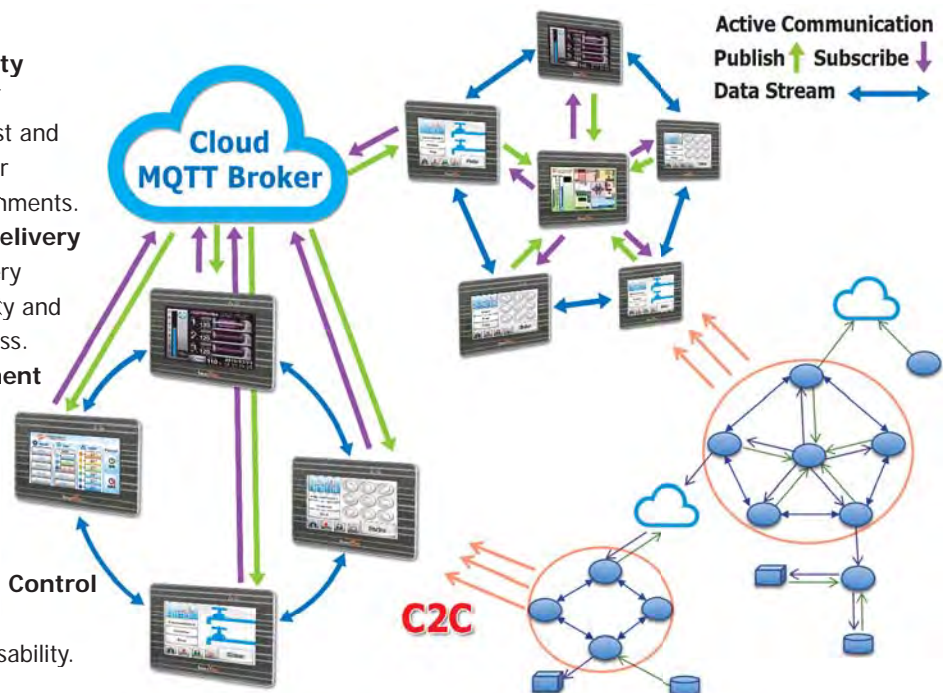 ty
st and
r
nments.
elivery
ry
ty and
ss.
ment
Control
sability.
Cloud
MQTT Broker
Active Communication
Publish Subscribe
Data Stream
C2C